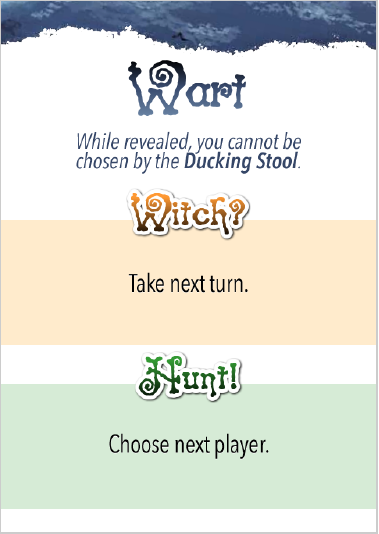 Wart
While revealed, you cannot be
chosen by the Ducking Stool.
Witch?
Take next turn.
Hunt!
Choose next player.